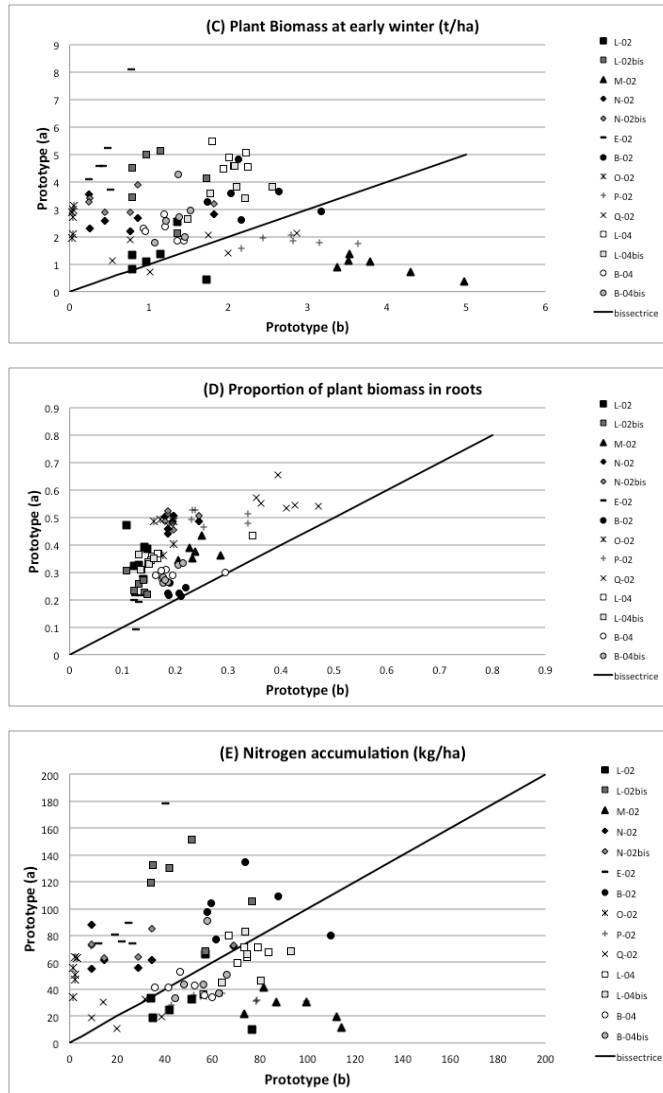 (C) Plant Biomass at early winter (t/ha)
Prototype (a)
9
8
7
6
5
4
3
2
1
0
0 1 2 3 4 5 6
Prototype (b)
L-02
L-02bis
M-02
N-02
N-02bis
E-02
B-02
O-02
P-02
Q-02
L-04
L-04bis
B-04
B-04bis
bissectrice
(D) Proportion of plant biomass in roots
Prototype (a)
0.9
0.8
0.7
0.6
0.5
0.4
0.3
0.2
0.1
0
0 0.1 0.2 0.3 0.4 0.5 0.6 0.7 0.8 0.9
Prototype (b)
L-02
L-02bis
M-02
N-02
N-02bis
E-02
B-02
O-02
P-02
Q-02
L-04
L-04bis
B-04
B-04bis
bissectrice
(E) Nitrogen accumulation (kg/ha)
Prototype (a)
200
180
160
140
120
100
80
60
40
20
0
0 20 40 60 80 100 120 140 160 180 200
Prototype (b)
L-02
L-02bis
M-02
N-02
N-02bis
E-02
B-02
O-02
P-02
Q-02
L-04
L-04bis
B-04
B-04bis
bissectrice